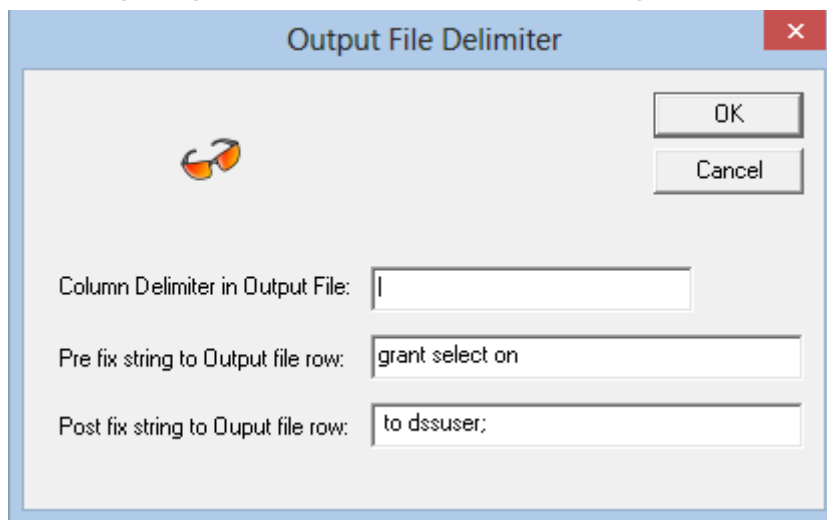 Output File Delimiter
OK
Cancel
Column Delimiter in Output File:
Pre fix string to Output file row: grant select on
Post fix string to Ouput file row: to dssuser;